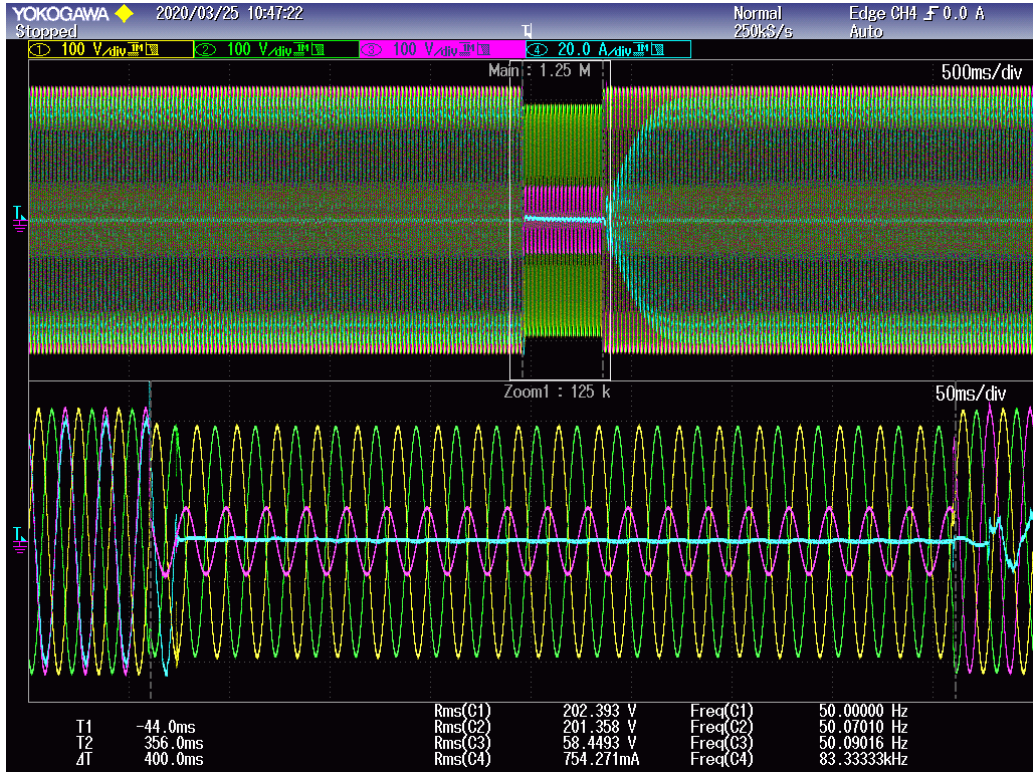 YOKOGAWA 2020/03/25 10:47:22 Normal Edge CH4 0.0 A
Stopped 250kS/s Auto
1 100 V/div 1M 2 100 V/div 1M 3 100 V/div 1M 4 20.0 A/div 1M
Main : 1.25 M 500ms/div
T
Zoom1 : 125 k 50ms/div
T
Rms(C1) 202.393 V Freq(C1) 50.00000 Hz
T1 -44.0ms Rms(C2) 201.358 V Freq(C2) 50.07010 Hz
T2 356.0ms Rms(C3) 58.4493 V Freq(C3) 50.09016 Hz
ΔT 400.0ms Rms(C4) 754.271mA Freq(C4) 83.33333kHz